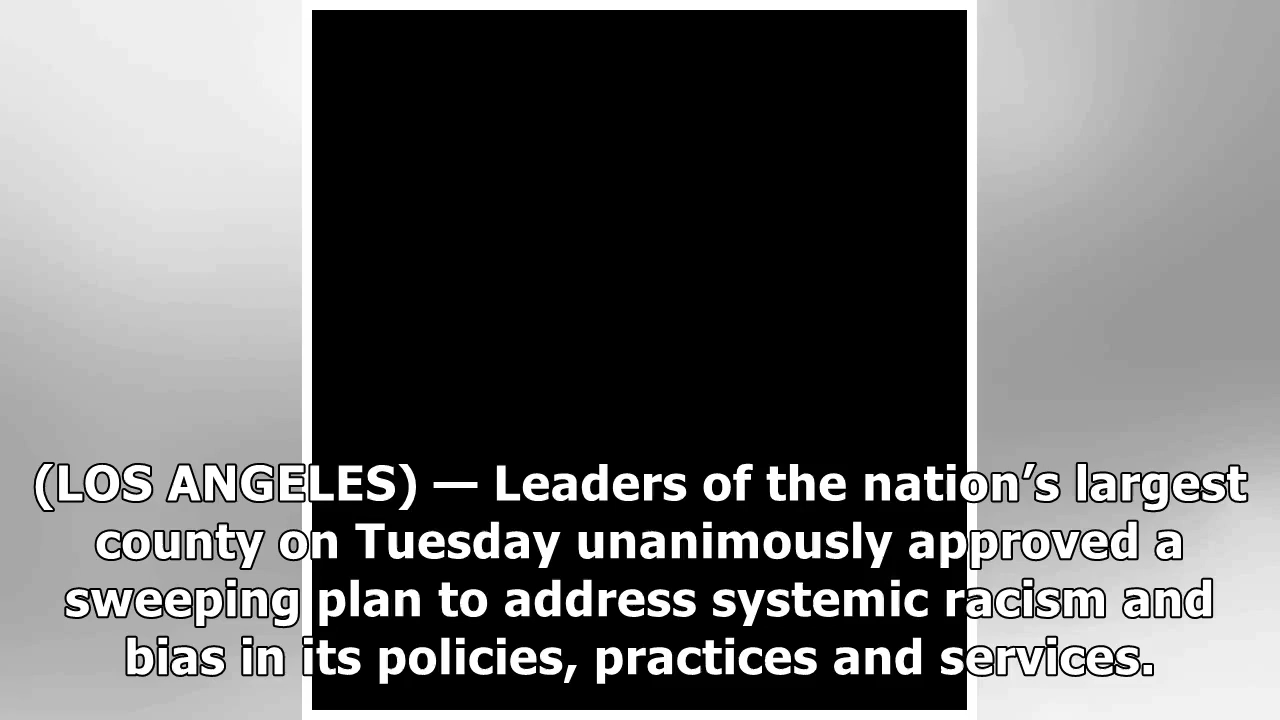 (LOS ANGELES) — Leaders of the nation’s largest
county on Tuesday unanimously approved a
sweeping plan to address systemic racism and
bias in its policies, practices and services.